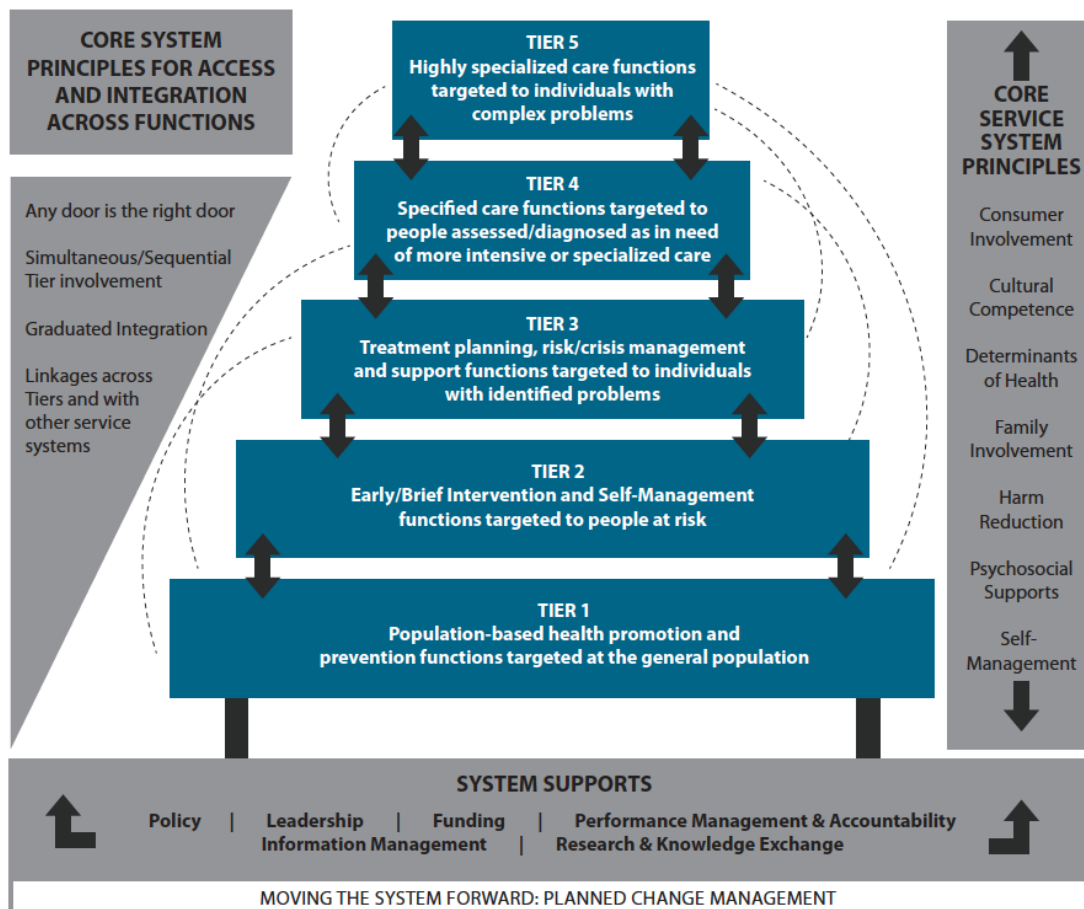 CORE SYSTEM
PRINCIPLES FOR ACCESS
AND INTEGRATION
ACROSS FUNCTIONS
Any door is the right door
Simultaneous/Sequential
Tier involvement
Graduated Integration
Linkages across
Tiers and with
other service
systems
TIER 5
Highly specialized care functions
targeted to individuals with
complex problems
TIER 4
Specified care functions targeted to
people assessed/diagnosed as in need
of more intensive or specialized care
TIER 3
Treatment planning, risk/crisis management
and support functions targeted to individuals
with identified problems
TIER 2
Early/Brief Intervention and Self-Management
functions targeted to people at risk
TIER 1
Population-based health promotion and
prevention functions targeted at the general population
CORE
SERVICE
SYSTEM
PRINCIPLES
Consumer
Involvement
Cultural
Competence
Determinants
of Health
Family
Involvement
Harm
Reduction
Psychosocial
Supports
Self-
Management
SYSTEM SUPPORTS
Policy | Leadership | Funding | Performance Management & Accountability
Information Management | Research & Knowledge Exchange
MOVING THE SYSTEM FORWARD: PLANNED CHANGE MANAGEMENT